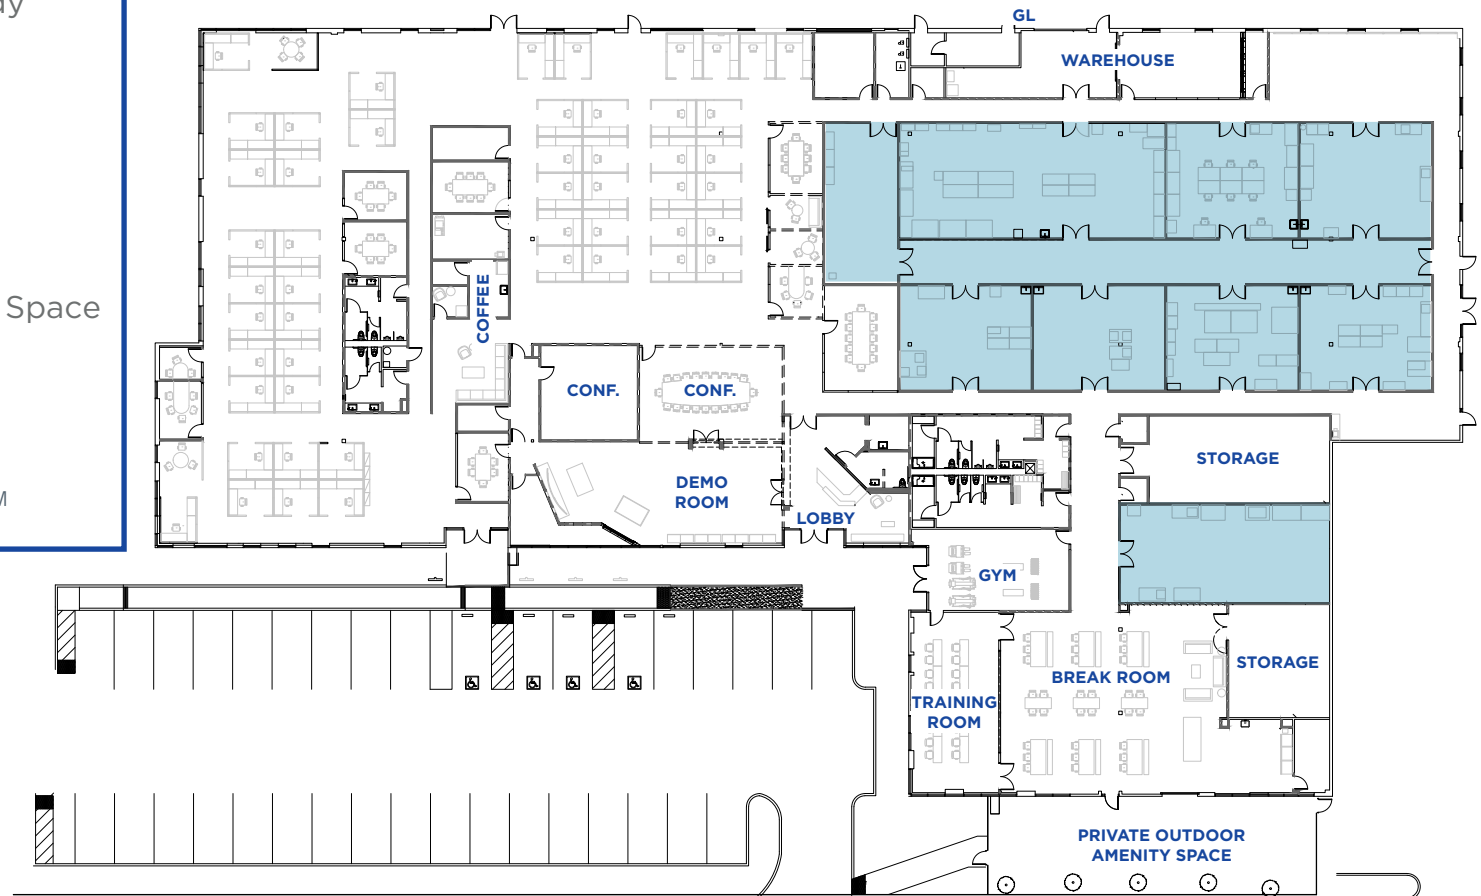 GL
WAREHOUSE
Space
COFFEE
CONF.
CONF.
STORAGE
DEMO
ROOM
LOBBY
M
GYM
STORAGE
BREAK ROOM
TRAINING
ROOM
PRIVATE OUTDOOR
AMENITY SPACE